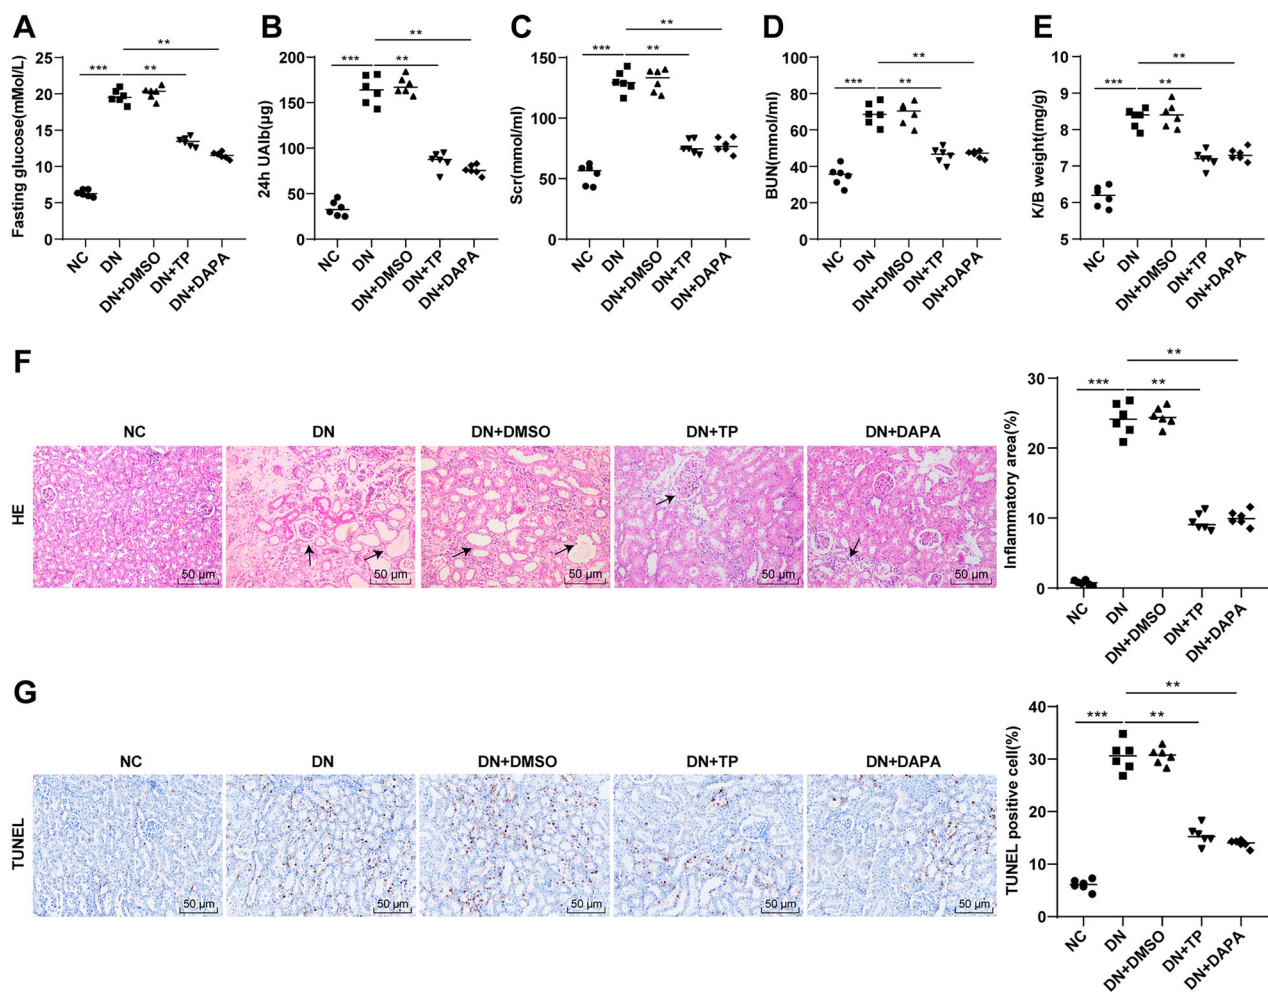 A
Fasting glucose(mMol/L)
25
20
15
10
5
0
***
**
**
NC
DN
DN+DMSO
DN+TP
DN+DAPA
B
24h UAlb(μg)
200
150
100
50
0
***
**
**
NC
DN
DN+DMSO
DN+TP
DN+DAPA
C
Scr(mmol/ml)
150
100
50
0
***
**
**
NC
DN
DN+DMSO
DN+TP
DN+DAPA
D
BUN(mmol/ml)
100
80
60
40
20
0
***
**
**
NC
DN
DN+DMSO
DN+TP
DN+DAPA
E
K/B weight(mg/g)
10
9
8
7
6
5
***
**
**
NC
DN
DN+DMSO
DN+TP
DN+DAPA
F
HE
NC
DN
DN+DMSO
DN+TP
DN+DAPA
50 μm
50 μm
50 μm
50 μm
50 μm
Inflammatory area(%)
30
20
10
0
***
**
**
NC
DN
DN+DMSO
DN+TP
DN+DAPA
G
TUNEL
NC
DN
DN+DMSO
DN+TP
DN+DAPA
50 μm
50 μm
50 μm
50 μm
50 μm
TUNEL positive cell(%)
40
30
20
10
0
***
**
**
NC
DN
DN+DMSO
DN+TP
DN+DAPA